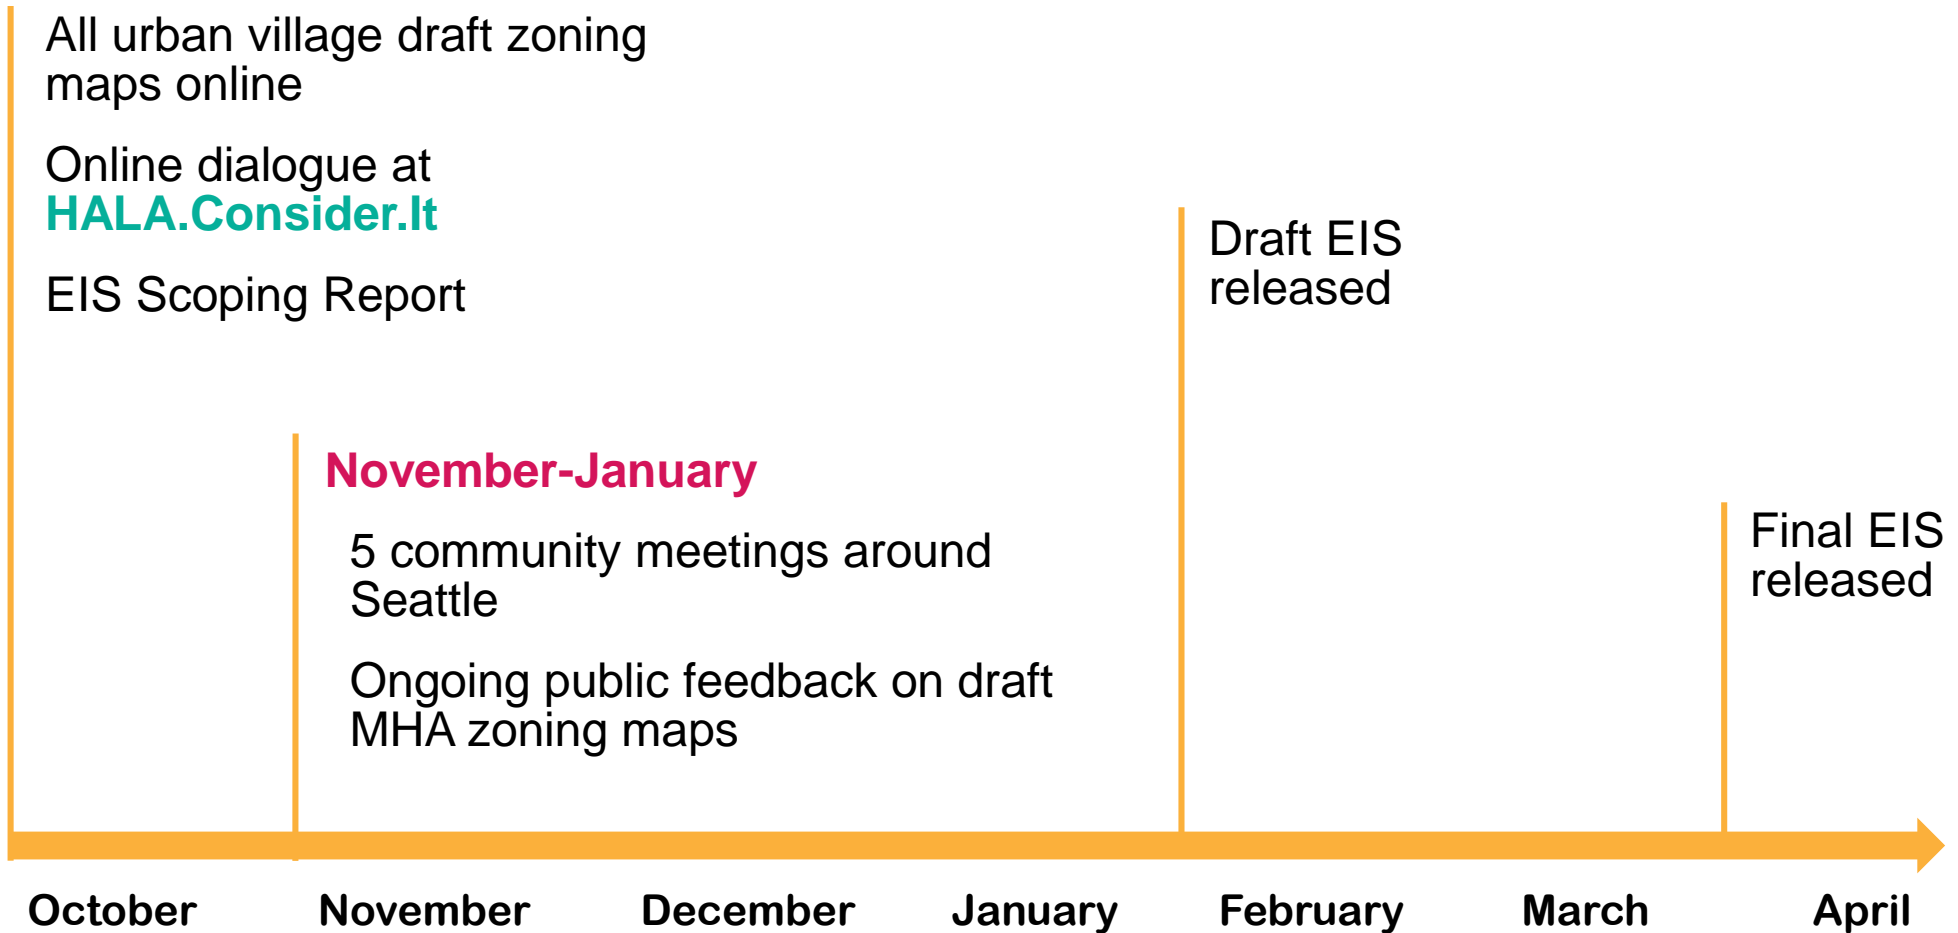 All urban village draft zoning
maps online
Online dialogue at
HALA.Consider.It
EIS Scoping Report
November-January
5 community meetings around
Seattle
Ongoing public feedback on draft
MHA zoning maps
Draft EIS
released
Final EIS
released
October November December January February March April